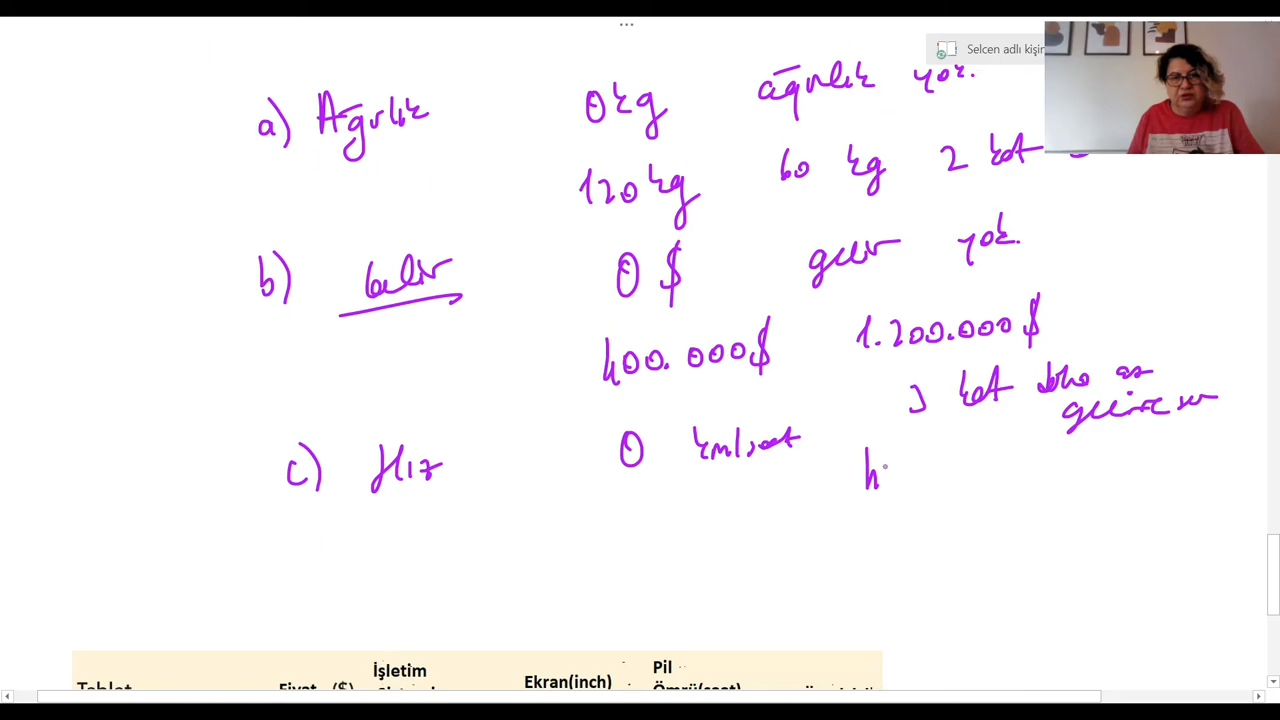 Selcen adlı kişin
a) Ağırlık 0 kg ağırlık yok.
120 kg 60 kg 2 kat
b) Gelir 0 $ gelir yok.
400.000$ 1.200.000$
3 kat daha az
c) Hız 0 km/saat h
Tablet Fiyat ($) İşletim Ekran(inch) Pil
Ömrü(saat)